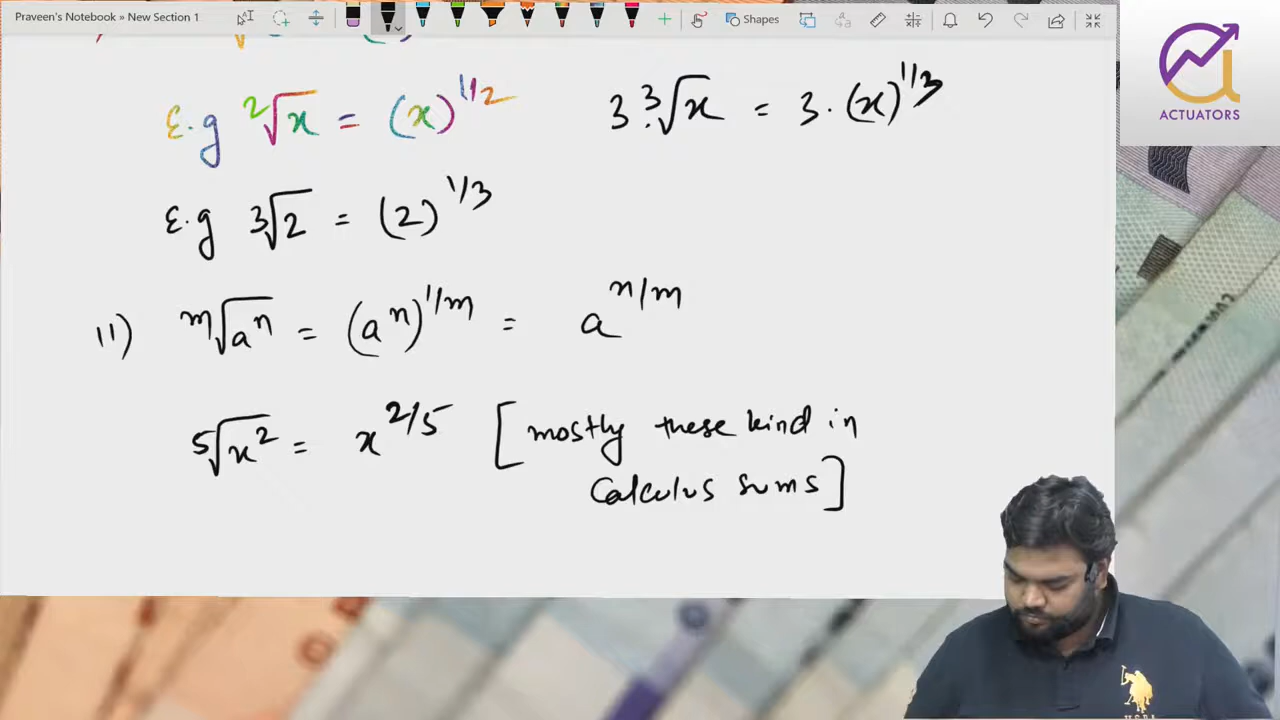 Praveen's Notebook » New Section 1
Shapes
ACTUATORS
E.g ²√x = (x)^1/2
3·³√x = 3·(x)^1/3
E.g ³√2 = (2)^1/3
11) ᵐ√aⁿ = (aⁿ)^1/m = a^n/m
⁵√x² = x^2/5 [mostly these kind in
Calculus sums]